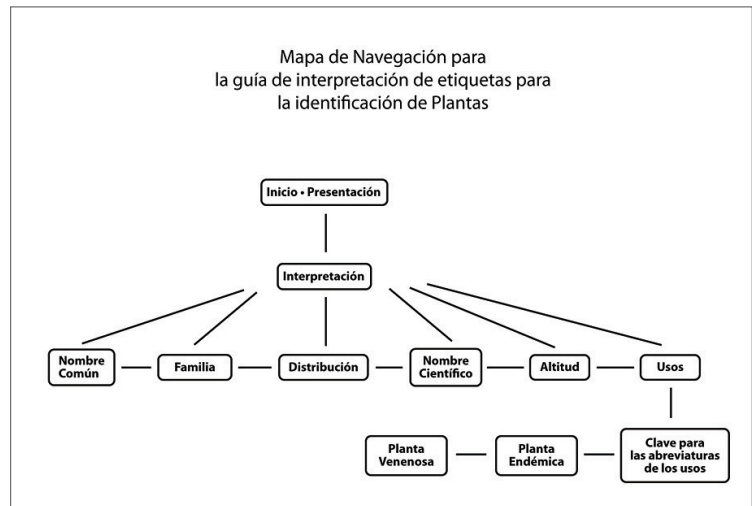 Mapa de Navegación para
la guía de interpretación de etiquetas para
la identificación de Plantas
Inicio • Presentación
Interpretación
Nombre
Común
Familia
Distribución
Nombre
Científico
Altitud
Usos
Planta
Venenosa
Planta
Endémica
Clave para
las abreviaturas
de los usos